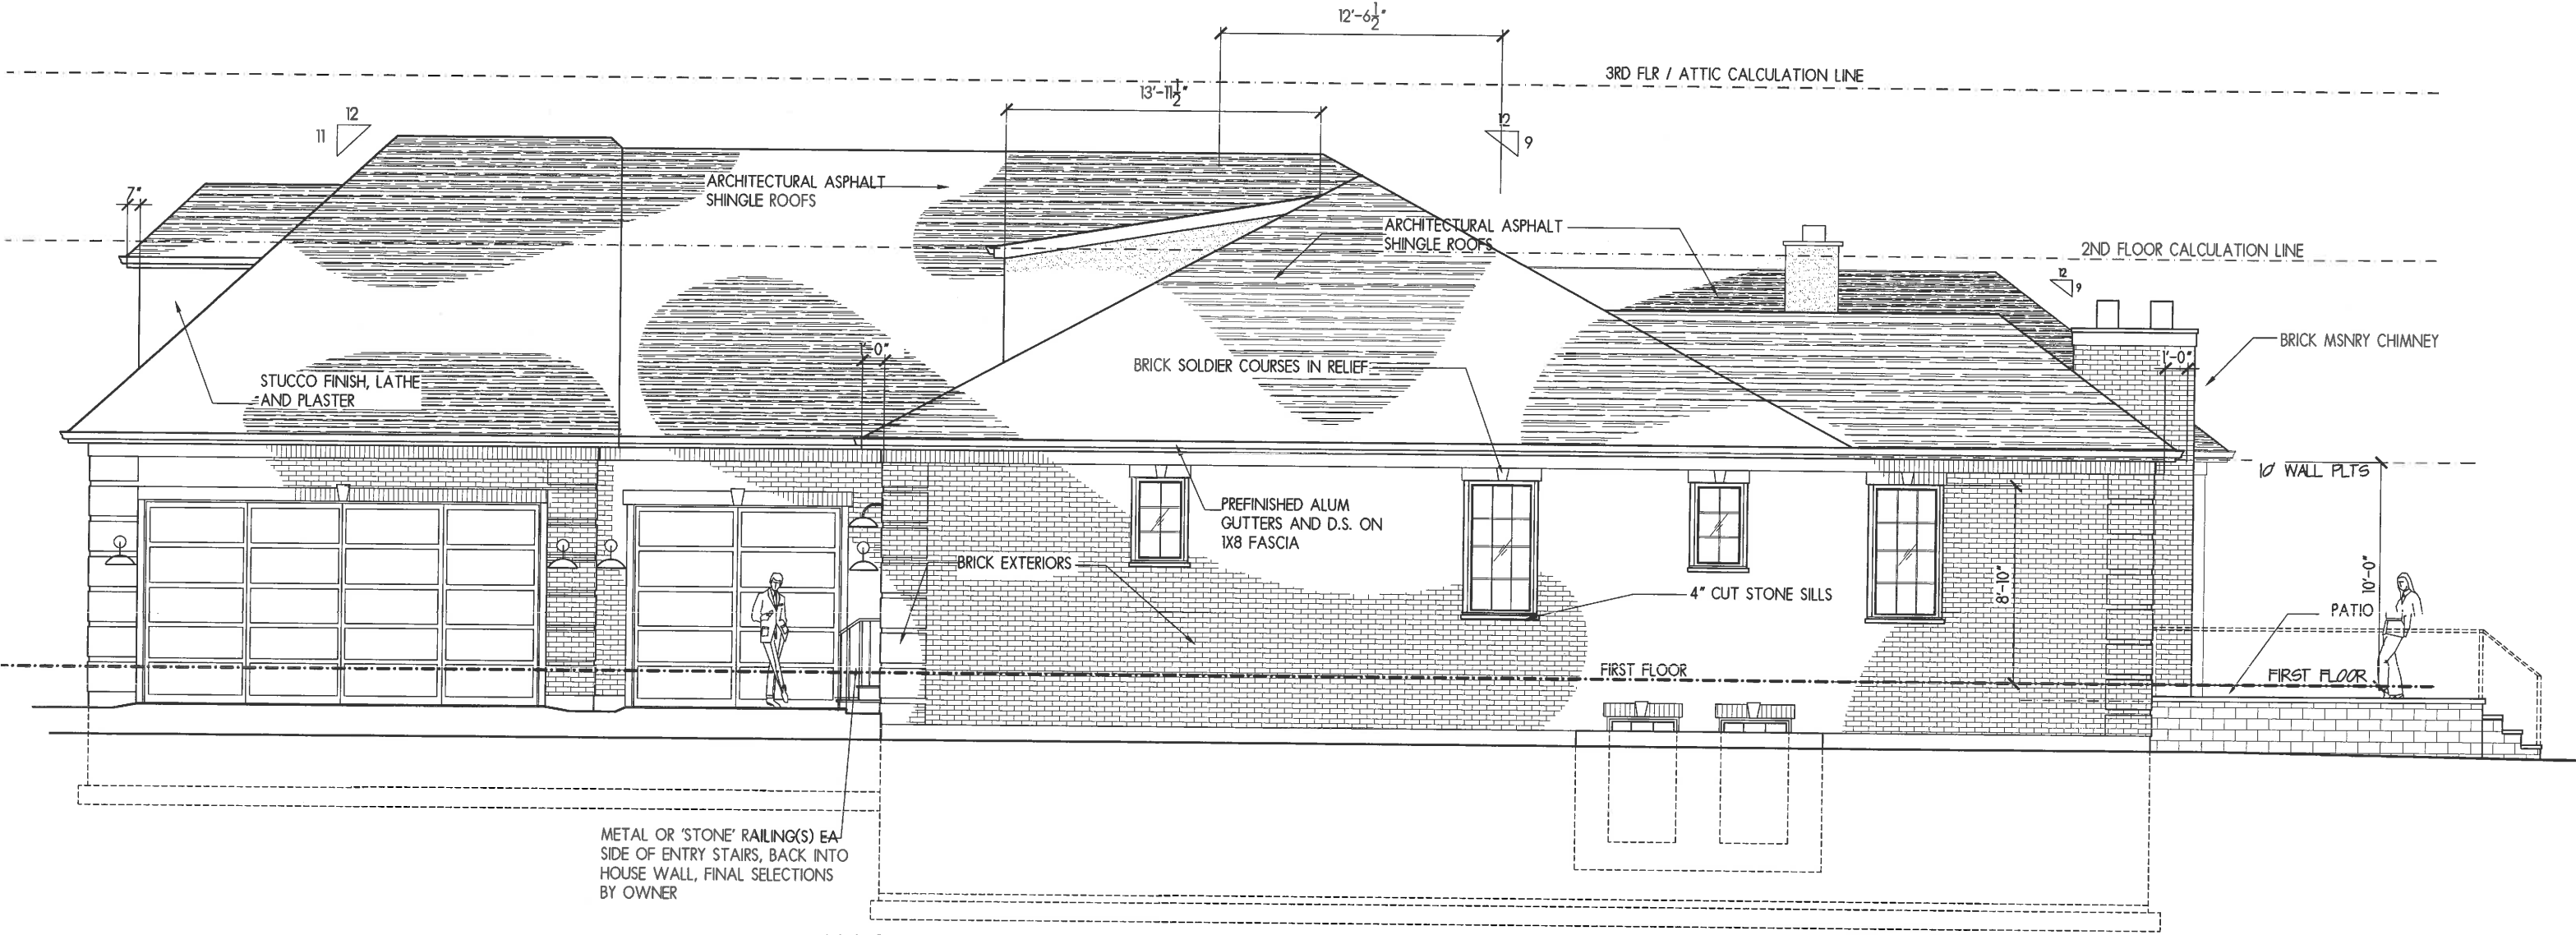 12'-6 1/2"
3RD FLR / ATTIC CALCULATION LINE
13'-11 1/2"
12
11
12
9
7"
ARCHITECTURAL ASPHALT
SHINGLE ROOFS
ARCHITECTURAL ASPHALT
SHINGLE ROOFS
2ND FLOOR CALCULATION LINE
12
9
BRICK MSNRY CHIMNEY
1'-0"
1'-0"
BRICK SOLDIER COURSES IN RELIEF
STUCCO FINISH, LATHE
AND PLASTER
10' WALL PLTS
PREFINISHED ALUM
GUTTERS AND D.S. ON
1X8 FASCIA
BRICK EXTERIORS
4" CUT STONE SILLS
8'-10"
10'-0"
PATIO
FIRST FLOOR
FIRST FLOOR
METAL OR 'STONE' RAILING(S) EA
SIDE OF ENTRY STAIRS, BACK INTO
HOUSE WALL, FINAL SELECTIONS
BY OWNER